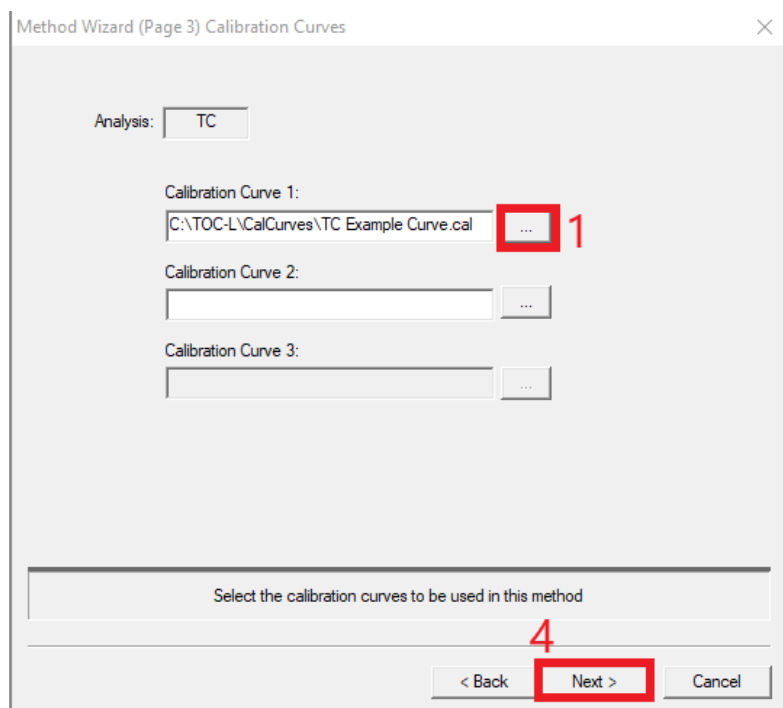 Method Wizard (Page 3) Calibration Curves
Analysis: TC
Calibration Curve 1:
C:\TOC-L\CalCurves\TC Example Curve.cal ... 1
Calibration Curve 2:
...
Calibration Curve 3:
...
Select the calibration curves to be used in this method
4
< Back Next > Cancel